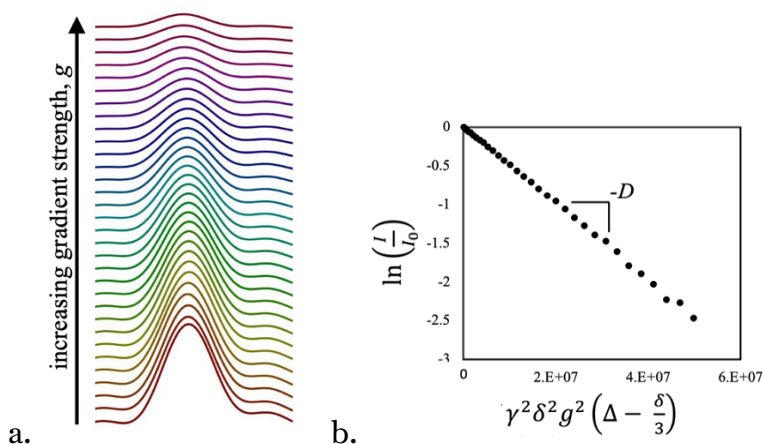 increasing gradient strength, g
a.
ln (I/I₀)
0
-0.5
-1
-1.5
-2
-2.5
-3
-D
0
2.E+07
4.E+07
6.E+07
γ²δ²g² (Δ − δ/3)
b.